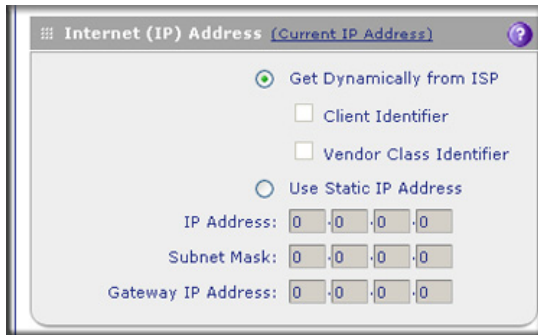 Internet (IP) Address (Current IP Address) ?
Get Dynamically from ISP
Client Identifier
Vendor Class Identifier
Use Static IP Address
IP Address: 0 . 0 . 0 . 0
Subnet Mask: 0 . 0 . 0 . 0
Gateway IP Address: 0 . 0 . 0 . 0